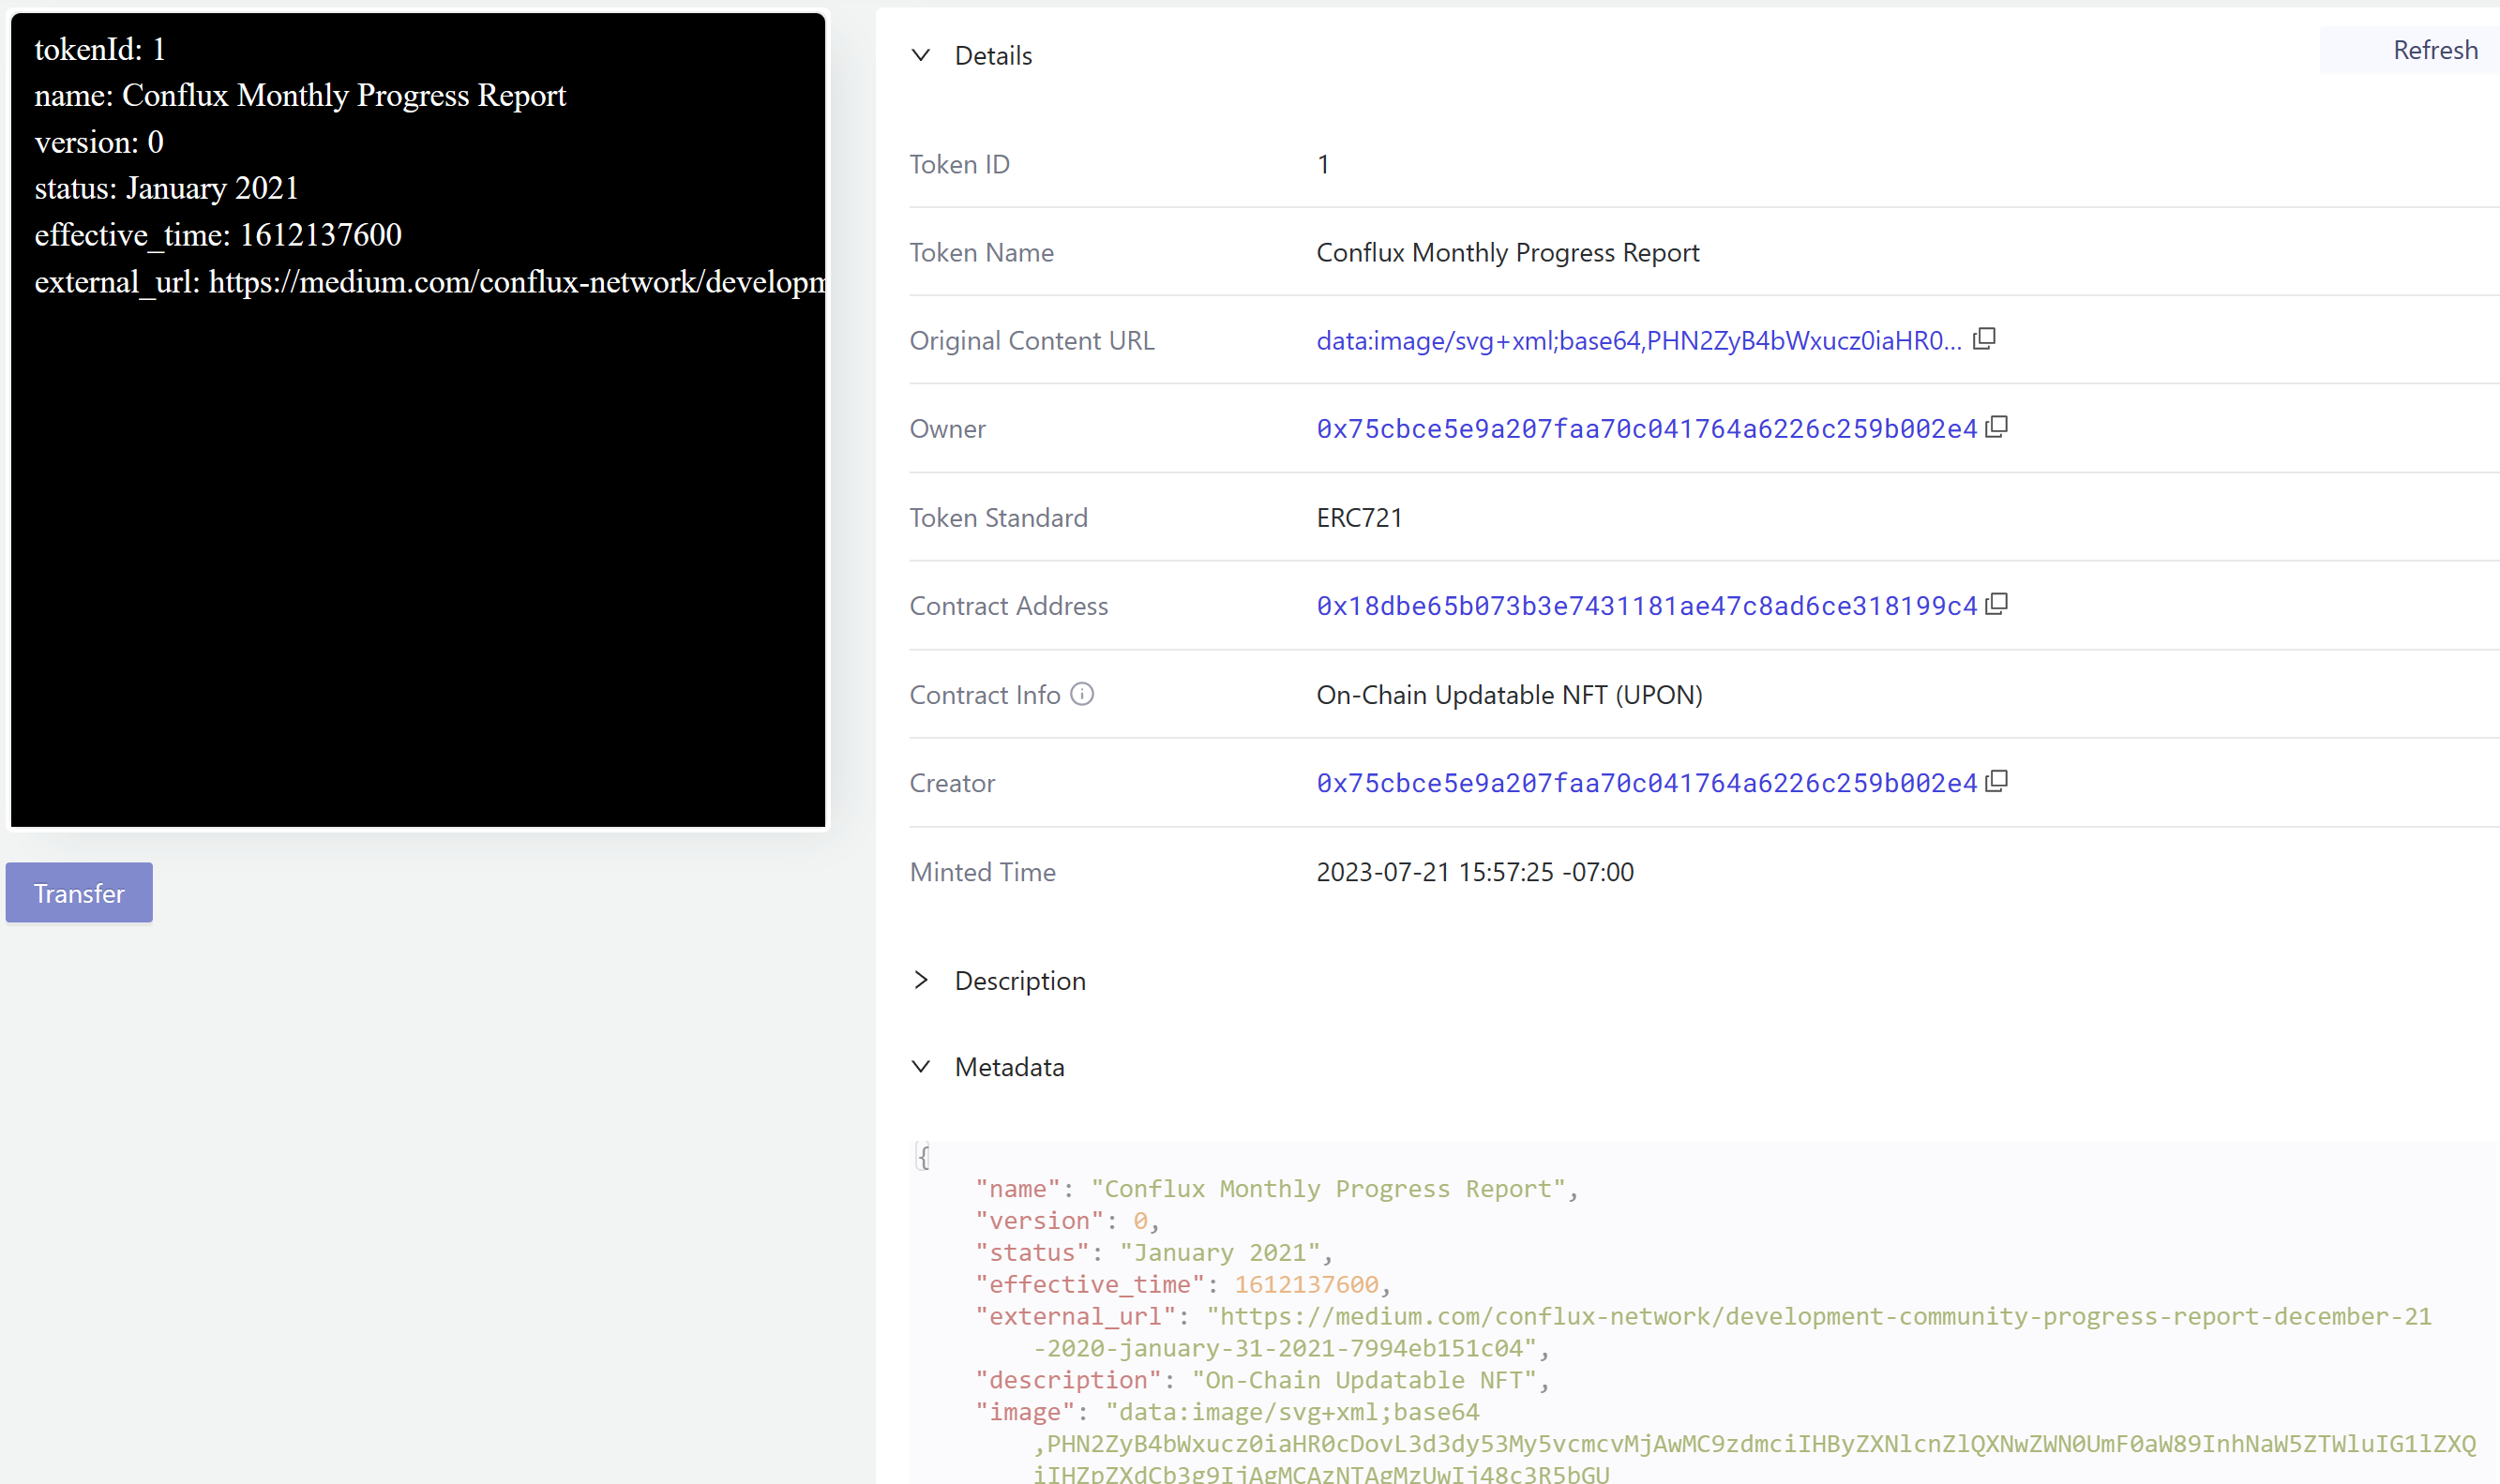 tokenId: 1
name: Conflux Monthly Progress Report
version: 0
status: January 2021
effective_time: 1612137600
external_url: https://medium.com/conflux-network/developm
Transfer
Details
Refresh
Token ID 1
Token Name Conflux Monthly Progress Report
Original Content URL data:image/svg+xml;base64,PHN2ZyB4bWxucz0iaHR0...
Owner 0x75cbce5e9a207faa70c041764a6226c259b002e4
Token Standard ERC721
Contract Address 0x18dbe65b073b3e7431181ae47c8ad6ce318199c4
Contract Info On-Chain Updatable NFT (UPON)
Creator 0x75cbce5e9a207faa70c041764a6226c259b002e4
Minted Time 2023-07-21 15:57:25 -07:00
Description
Metadata
{
"name": "Conflux Monthly Progress Report",
"version": 0,
"status": "January 2021",
"effective_time": 1612137600,
"external_url": "https://medium.com/conflux-network/development-community-progress-report-december-21
-2020-january-31-2021-7994eb151c04",
"description": "On-Chain Updatable NFT",
"image": "data:image/svg+xml;base64
,PHN2ZyB4bWxucz0iaHR0cDovL3d3dy53My5vcmcvMjAwMC9zdmciIHByZXNlcnZlQXNwZWN0UmF0aW89InhNaW5ZTWluIG1lZXQ
iIHZpZXdCb3g9IjAgMCAzNTAgMzUwIj48c3R5bGU